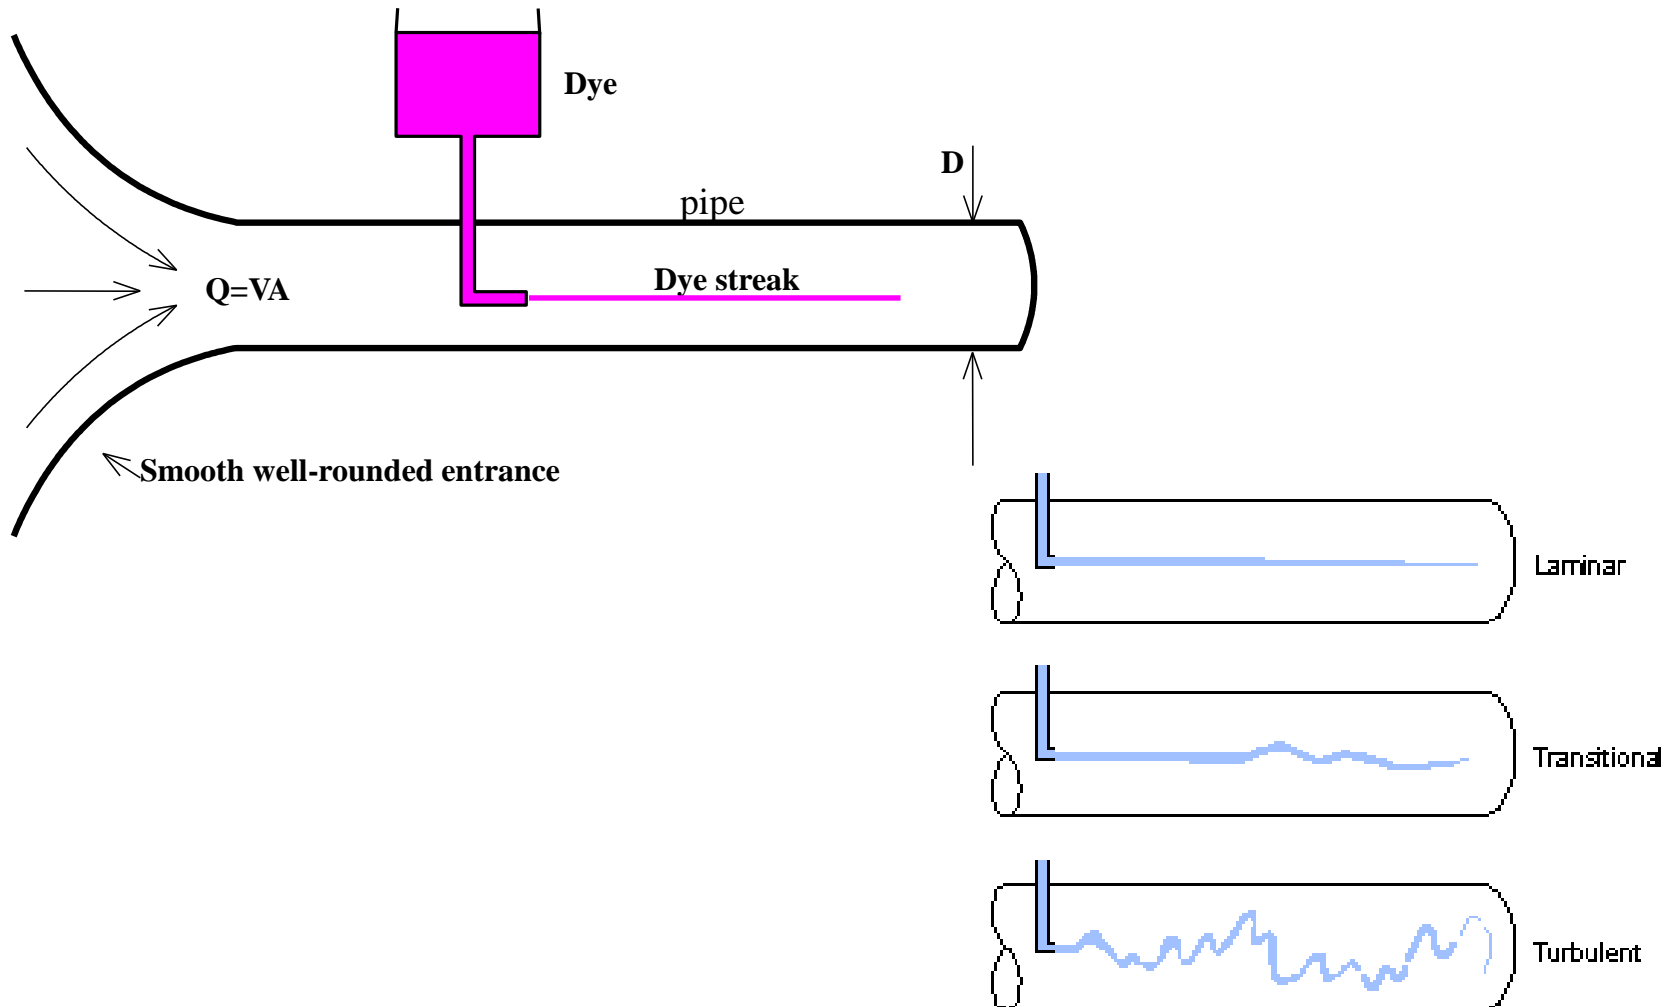 Dye
D
pipe
Dye streak
Q=VA
Smooth well-rounded entrance
Laminar
Transitional
Turbulent